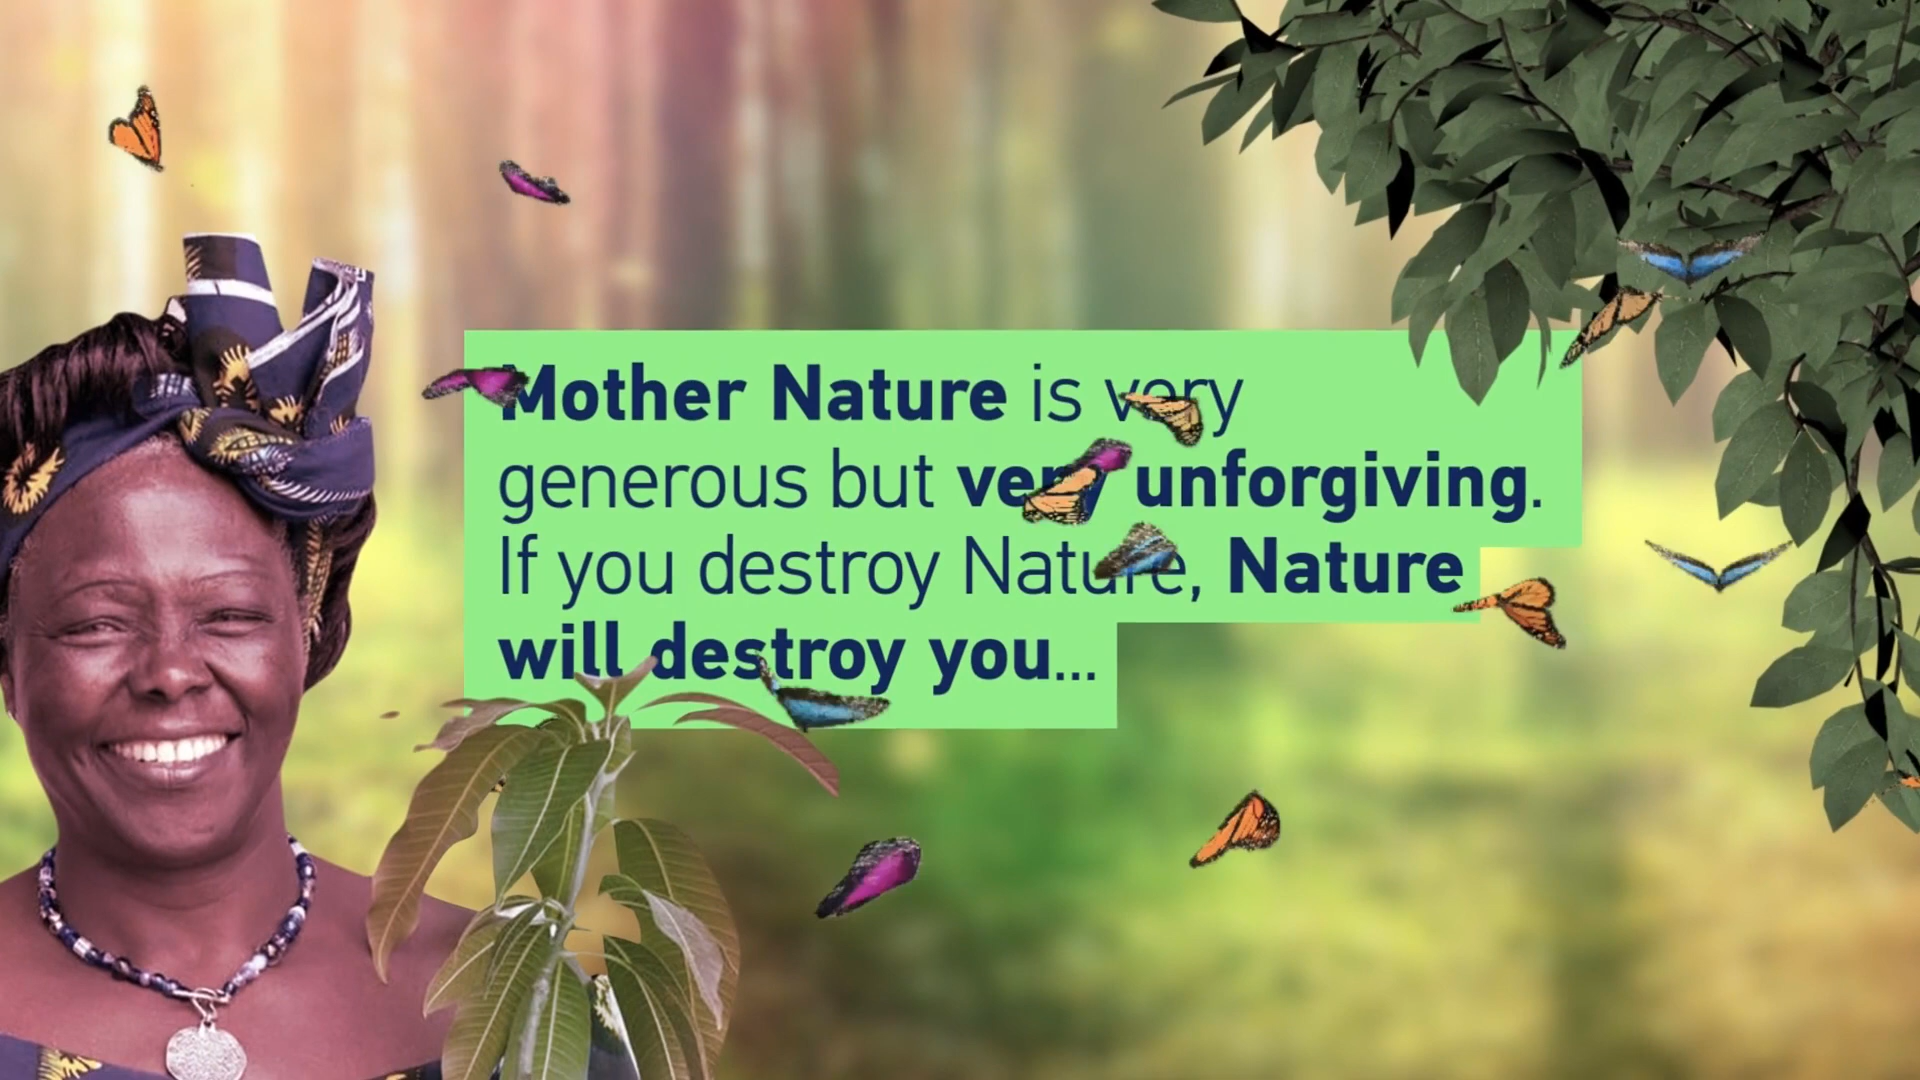 Mother Nature is very
generous but very unforgiving.
If you destroy Nature, Nature
will destroy you...